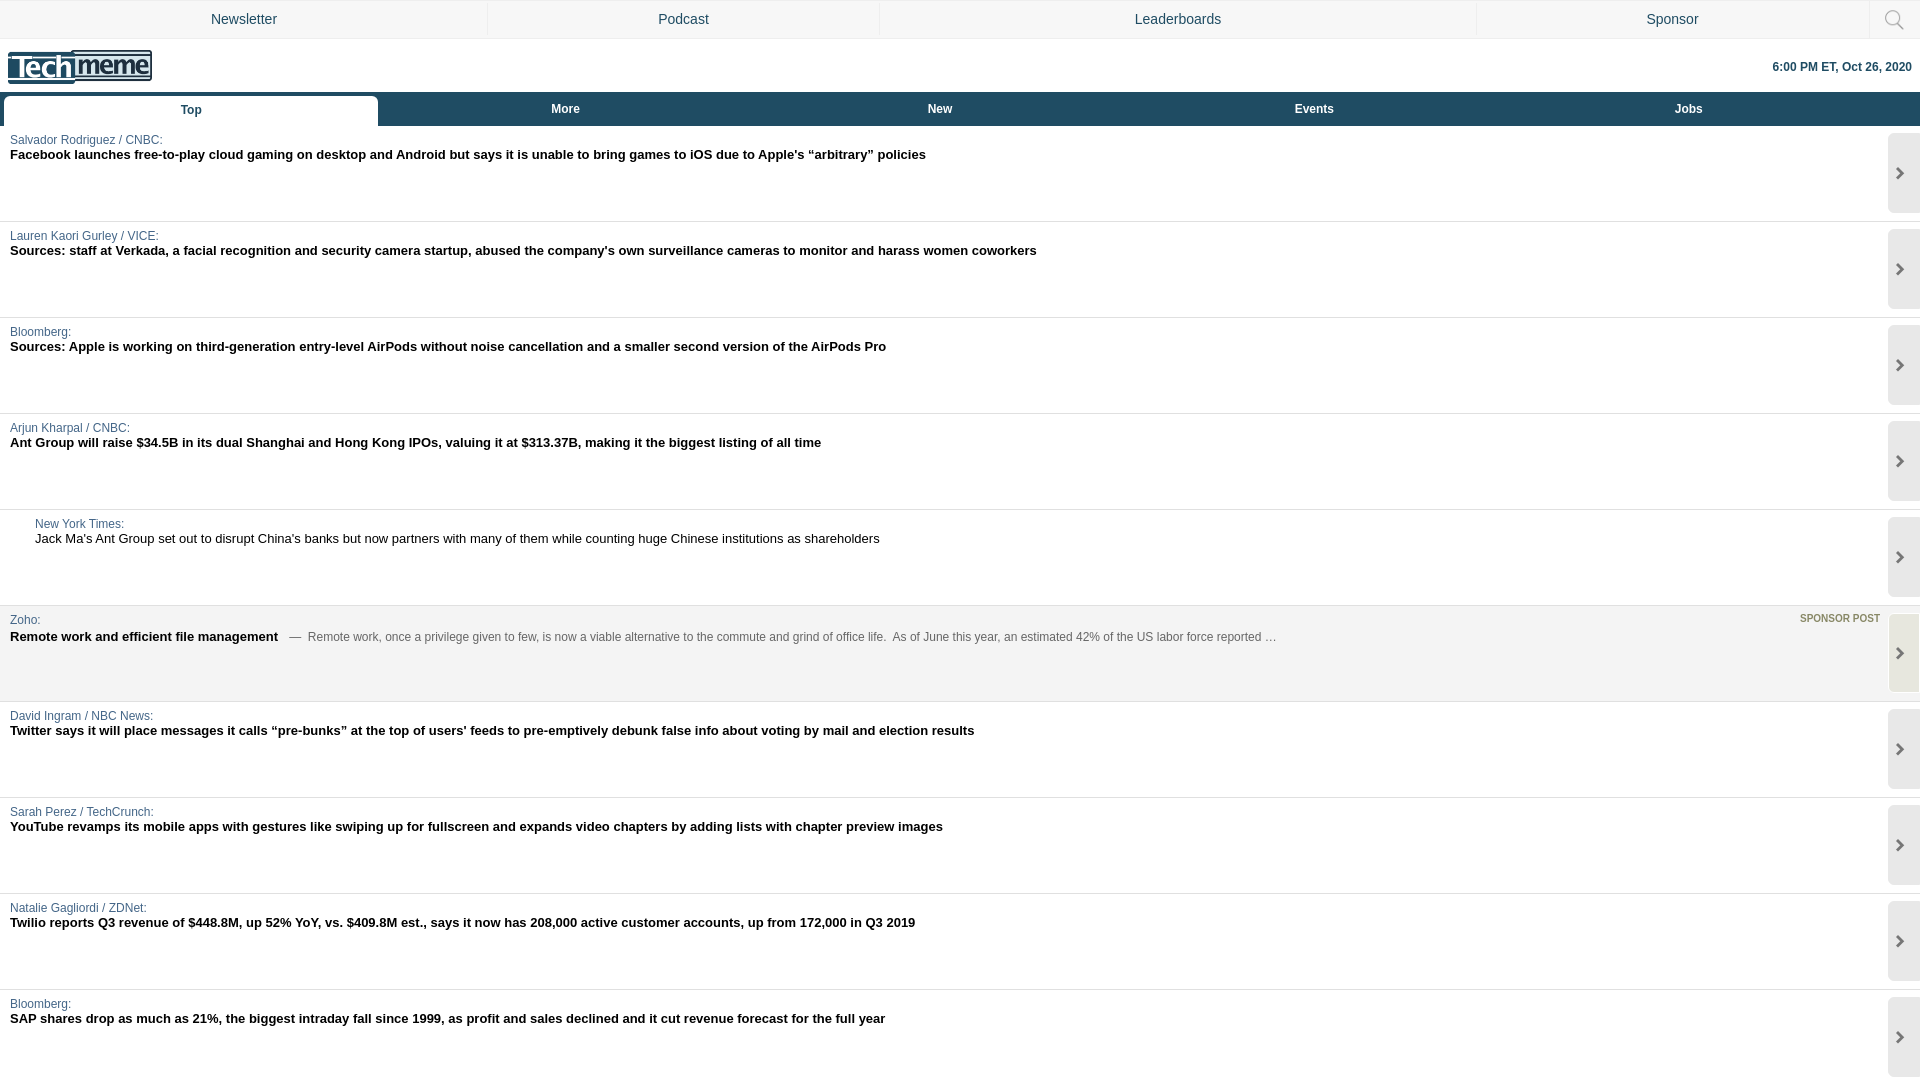 Newsletter
Podcast
Leaderboards
Sponsor
Techmeme
6:00 PM ET, Oct 26, 2020
Top
More
New
Events
Jobs
Salvador Rodriguez / CNBC:
Facebook launches free-to-play cloud gaming on desktop and Android but says it is unable to bring games to iOS due to Apple's “arbitrary” policies
Lauren Kaori Gurley / VICE:
Sources: staff at Verkada, a facial recognition and security camera startup, abused the company's own surveillance cameras to monitor and harass women coworkers
Bloomberg:
Sources: Apple is working on third-generation entry-level AirPods without noise cancellation and a smaller second version of the AirPods Pro
Arjun Kharpal / CNBC:
Ant Group will raise $34.5B in its dual Shanghai and Hong Kong IPOs, valuing it at $313.37B, making it the biggest listing of all time
New York Times:
Jack Ma's Ant Group set out to disrupt China's banks but now partners with many of them while counting huge Chinese institutions as shareholders
Zoho:
SPONSOR POST
Remote work and efficient file management — Remote work, once a privilege given to few, is now a viable alternative to the commute and grind of office life. As of June this year, an estimated 42% of the US labor force reported …
David Ingram / NBC News:
Twitter says it will place messages it calls “pre-bunks” at the top of users' feeds to pre-emptively debunk false info about voting by mail and election results
Sarah Perez / TechCrunch:
YouTube revamps its mobile apps with gestures like swiping up for fullscreen and expands video chapters by adding lists with chapter preview images
Natalie Gagliordi / ZDNet:
Twilio reports Q3 revenue of $448.8M, up 52% YoY, vs. $409.8M est., says it now has 208,000 active customer accounts, up from 172,000 in Q3 2019
Bloomberg:
SAP shares drop as much as 21%, the biggest intraday fall since 1999, as profit and sales declined and it cut revenue forecast for the full year